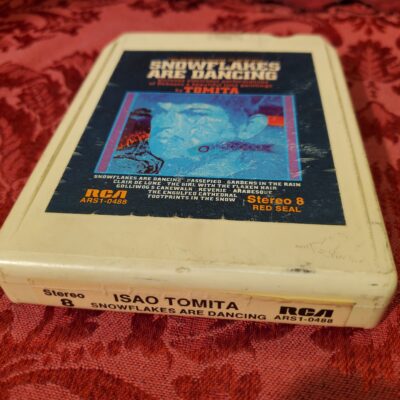 SNOWFLAKES
ARE DANCING
by TOMITA
SNOWFLAKES ARE DANCING PASSEPIED GARDENS IN THE RAIN
CLAIR DE LUNE THE GIRL WITH THE FLAXEN HAIR
GOLLIWOG'S CAKEWALK REVERIE ARABESQUE
THE ENGULFED CATHEDRAL
FOOTPRINTS IN THE SNOW
RCA
ARS1-0488
Stereo 8
RED SEAL
Stereo
8
ISAO TOMITA
SNOWFLAKES ARE DANCING
RCA
ARS1-0488